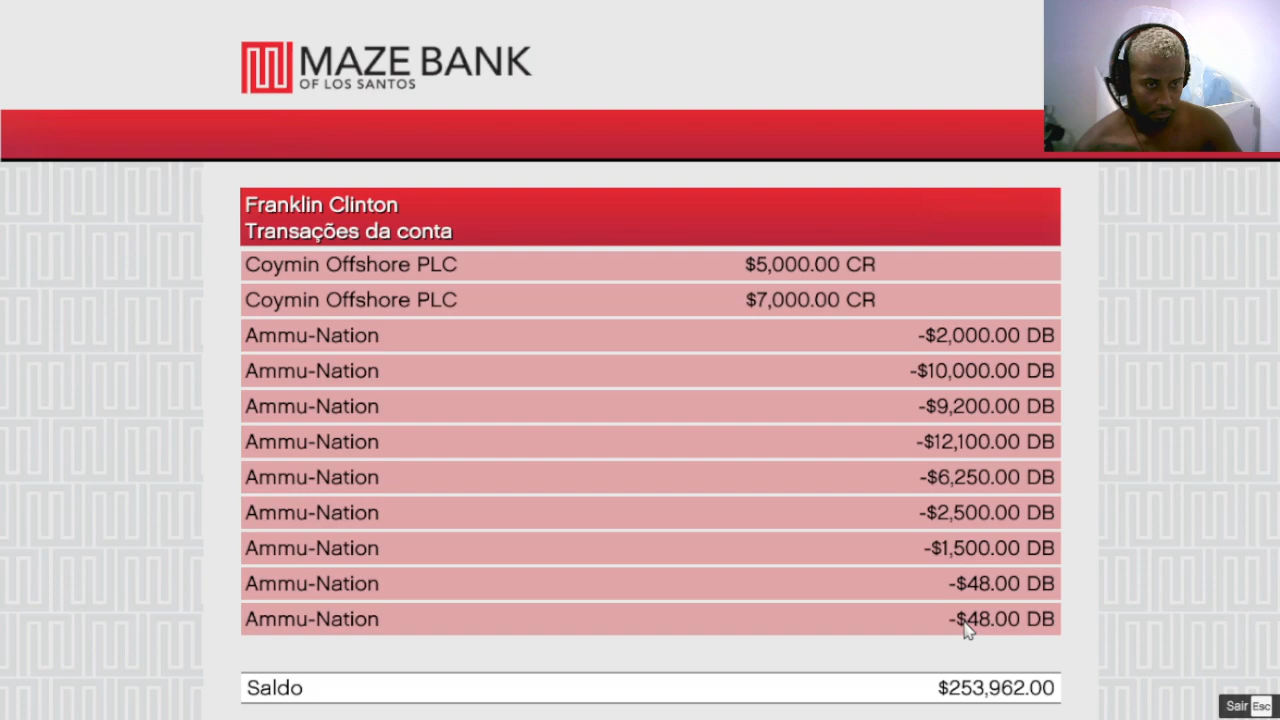 MAZE BANK
OF LOS SANTOS
Franklin Clinton
Transações da conta
Coymin Offshore PLC $5,000.00 CR
Coymin Offshore PLC $7,000.00 CR
Ammu-Nation -$2,000.00 DB
Ammu-Nation -$10,000.00 DB
Ammu-Nation -$9,200.00 DB
Ammu-Nation -$12,100.00 DB
Ammu-Nation -$6,250.00 DB
Ammu-Nation -$2,500.00 DB
Ammu-Nation -$1,500.00 DB
Ammu-Nation -$48.00 DB
Ammu-Nation -$48.00 DB
Saldo $253,962.00
Sair Esc